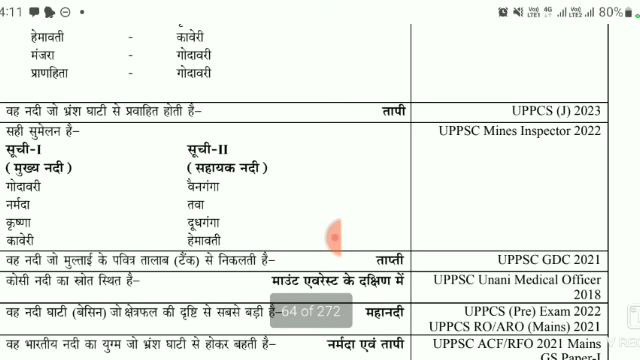 4:11 80%
हेमावती - कावेरी
मंजरा - गोदावरी
प्राणहिता - गोदावरी
वह नदी जो भ्रंश घाटी से प्रवाहित होती है– तापी UPPCS (J) 2023
सही सुमेलन है– UPPSC Mines Inspector 2022
सूची-I सूची-II
( मुख्य नदी ) ( सहायक नदी )
गोदावरी वैनगंगा
नर्मदा तवा
कृष्णा दूधगंगा
कावेरी हेमावती
वह नदी जो मुल्ताई के पवित्र तालाब (टैंक) से निकलती है– ताप्ती UPPSC GDC 2021
कोसी नदी का स्रोत स्थित है– माउंट एवरेस्ट के दक्षिण में UPPSC Unani Medical Officer
2018
वह नदी घाटी (बेसिन) जो क्षेत्रफल की दृष्टि से सबसे बड़ी है– 64 of 272 महानदी UPPCS (Pre) Exam 2022
UPPCS RO/ARO (Mains) 2021
वह भारतीय नदी का युग्म जो भ्रंश घाटी से होकर बहती है– नर्मदा एवं तापी UPPSC ACF/RFO 2021 Mains
GS Paper-I